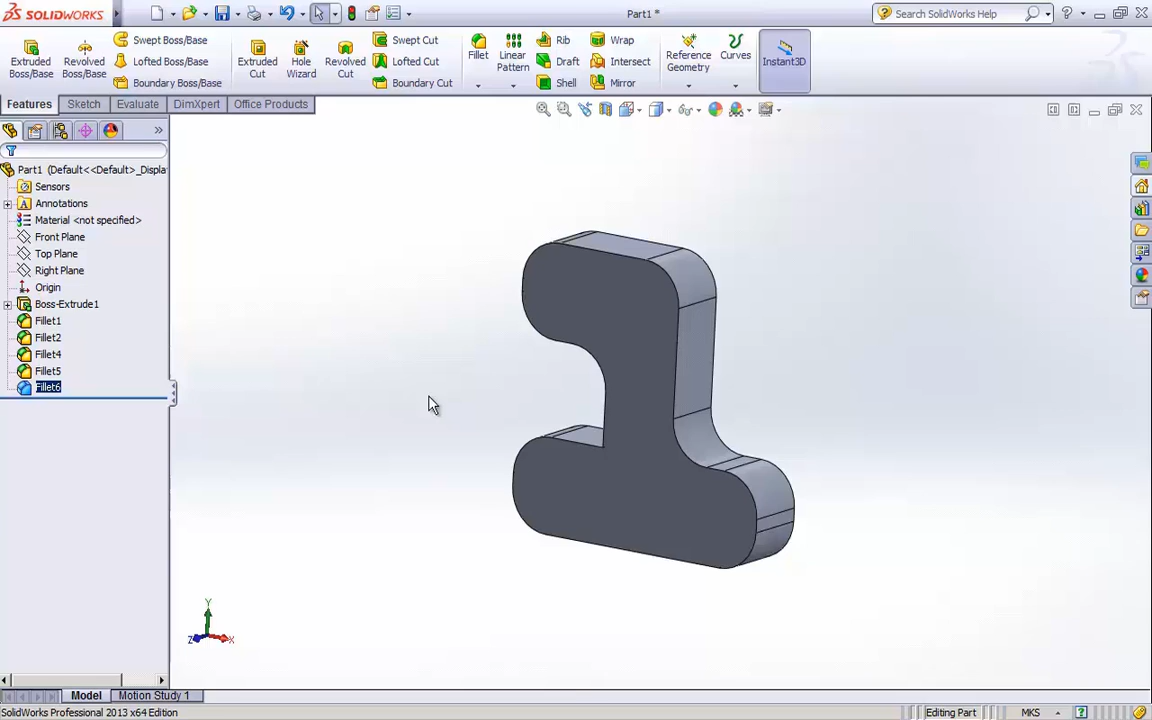 SOLIDWORKS
Part1 *
Search SolidWorks Help
Extruded Boss/Base
Revolved Boss/Base
Swept Boss/Base
Lofted Boss/Base
Boundary Boss/Base
Extruded Cut
Hole Wizard
Revolved Cut
Swept Cut
Lofted Cut
Boundary Cut
Fillet
Linear Pattern
Rib
Draft
Shell
Wrap
Intersect
Mirror
Reference Geometry
Curves
Instant3D
Features
Sketch
Evaluate
DimXpert
Office Products
Part1 (Default<<Default>_Displa
Sensors
Annotations
Material <not specified>
Front Plane
Top Plane
Right Plane
Origin
Boss-Extrude1
Fillet1
Fillet2
Fillet4
Fillet5
Fillet6
Y
Z
X
Model
Motion Study 1
SolidWorks Professional 2013 x64 Edition
Editing Part
MKS